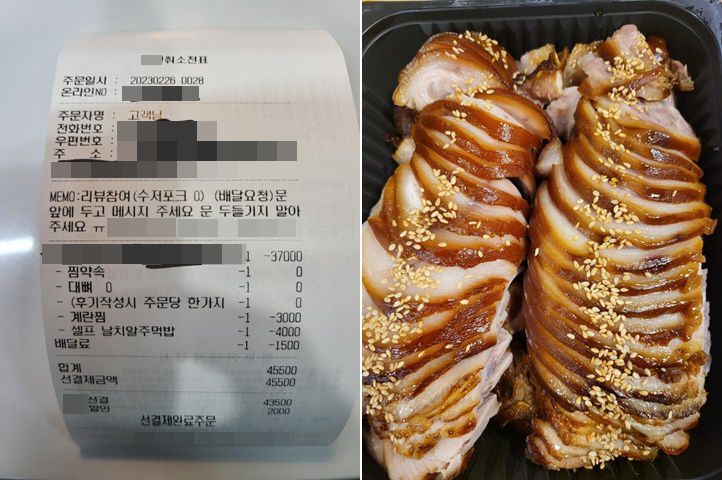 취소전표
주문일시 : 20230226 0028
온라인NO :
주문자명 : 고객님
전화번호 :
우편번호 :
주 소 :
MEMO:리뷰참여(수저포크 O) (배달요청)문
앞에 두고 메시지 주세요 문 두들기지 말아
주세요 ㅠ
-1 -37000
- 찜약속 -1 0
- 대뼈 O -1 0
- (후기작성시 주문당 한가지 -1 0
- 계란찜 -1 -3000
- 셀프 날치알주먹밥 -1 -4000
배달료 -1 -1500
합계 45500
선결제금액 45500
선결 43500
할인 2000
선결제완료주문